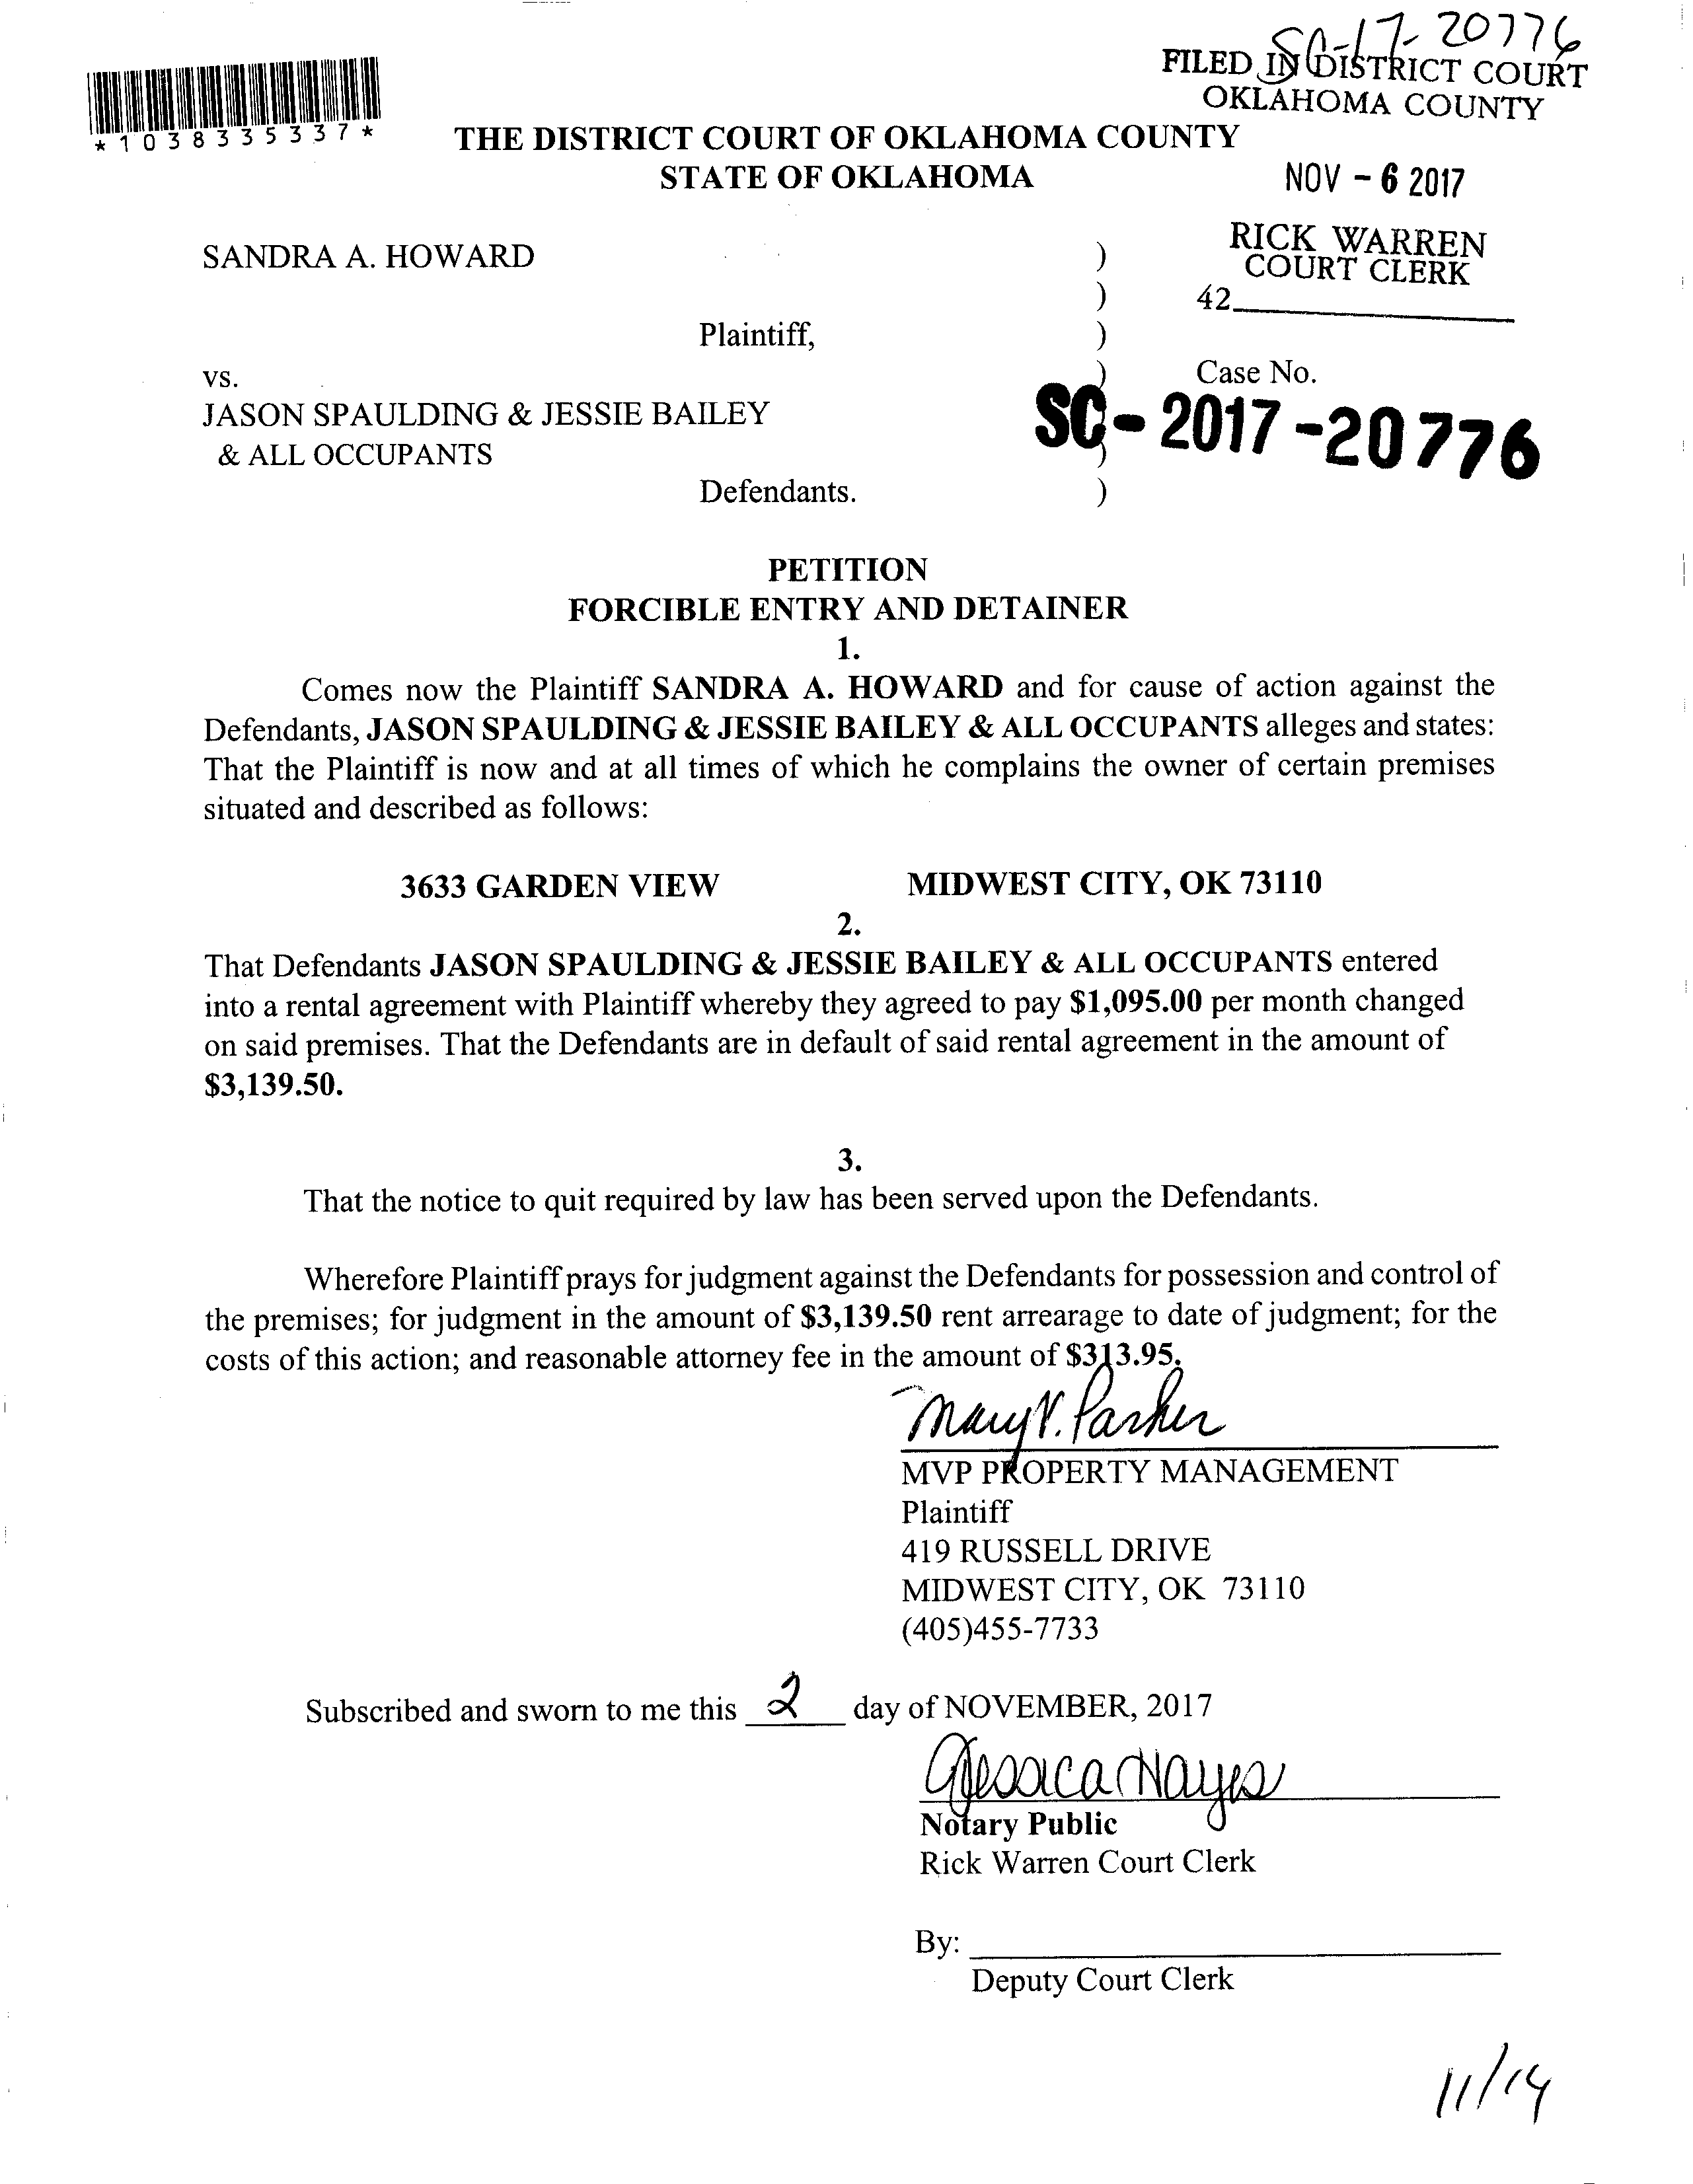 SC-17-20776
FILED IN DISTRICT COURT
OKLAHOMA COUNTY
*1038335337*
THE DISTRICT COURT OF OKLAHOMA COUNTY
STATE OF OKLAHOMA
NOV - 6 2017
RICK WARREN
COURT CLERK
42
SANDRA A. HOWARD )
)
Plaintiff, )
vs. )
Case No.
JASON SPAULDING & JESSIE BAILEY
SC - 2017 - 20776
& ALL OCCUPANTS )
Defendants. )
PETITION
FORCIBLE ENTRY AND DETAINER
1.
Comes now the Plaintiff SANDRA A. HOWARD and for cause of action against the
Defendants, JASON SPAULDING & JESSIE BAILEY & ALL OCCUPANTS alleges and states:
That the Plaintiff is now and at all times of which he complains the owner of certain premises
situated and described as follows:
3633 GARDEN VIEW MIDWEST CITY, OK 73110
2.
That Defendants JASON SPAULDING & JESSIE BAILEY & ALL OCCUPANTS entered
into a rental agreement with Plaintiff whereby they agreed to pay $1,095.00 per month changed
on said premises. That the Defendants are in default of said rental agreement in the amount of
$3,139.50.
3.
That the notice to quit required by law has been served upon the Defendants.
Wherefore Plaintiff prays for judgment against the Defendants for possession and control of
the premises; for judgment in the amount of $3,139.50 rent arrearage to date of judgment; for the
costs of this action; and reasonable attorney fee in the amount of $313.95.
Mary V. Parker
MVP PROPERTY MANAGEMENT
Plaintiff
419 RUSSELL DRIVE
MIDWEST CITY, OK 73110
(405)455-7733
Subscribed and sworn to me this 2 day of NOVEMBER, 2017
Jessica Hayes
Notary Public
Rick Warren Court Clerk
By:
Deputy Court Clerk
11/14